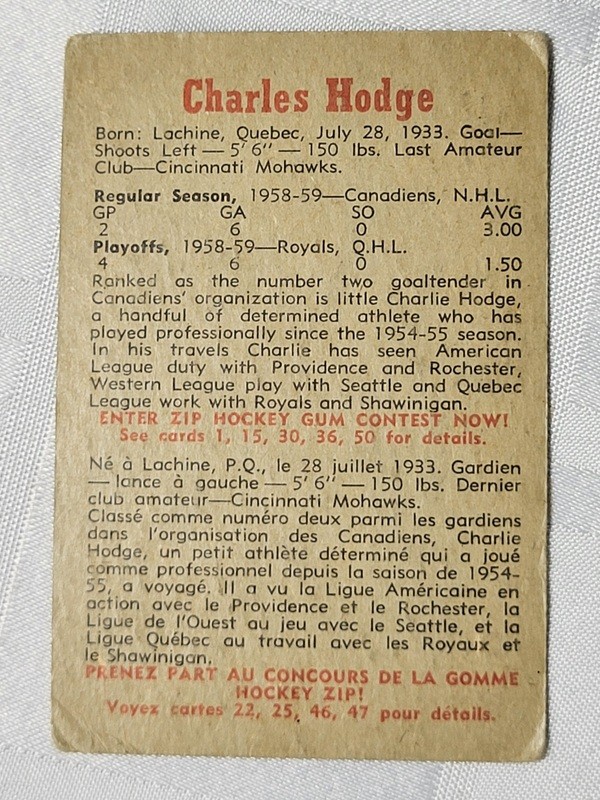 Charles Hodge
Born: Lachine, Quebec, July 28, 1933. Goal—
Shoots Left — 5' 6" — 150 lbs. Last Amateur
Club—Cincinnati Mohawks.
Regular Season, 1958-59—Canadiens, N.H.L.
GP GA SO AVG
2 6 0 3.00
Playoffs, 1958-59—Royals, Q.H.L.
4 6 0 1.50
Ranked as the number two goaltender in
Canadiens' organization is little Charlie Hodge,
a handful of determined athlete who has
played professionally since the 1954-55 season.
In his travels Charlie has seen American
League duty with Providence and Rochester,
Western League play with Seattle and Quebec
League work with Royals and Shawinigan.
ENTER ZIP HOCKEY GUM CONTEST NOW!
See cards 1, 15, 30, 36, 50 for details.
Né à Lachine, P.Q., le 28 juillet 1933. Gardien
— lance à gauche — 5' 6" — 150 lbs. Dernier
club amateur—Cincinnati Mohawks.
Classé comme numéro deux parmi les gardiens
dans l'organisation des Canadiens, Charlie
Hodge, un petit athlète déterminé qui a joué
comme professionnel depuis la saison de 1954-
55, a voyagé. Il a vu la Ligue Américaine en
action avec le Providence et le Rochester, la
Ligue de l'Ouest au jeu avec le Seattle, et la
Ligue Québec au travail avec les Royaux et
le Shawinigan.
PRENEZ PART AU CONCOURS DE LA GOMME
HOCKEY ZIP!
Voyez cartes 22, 25, 46, 47 pour détails.